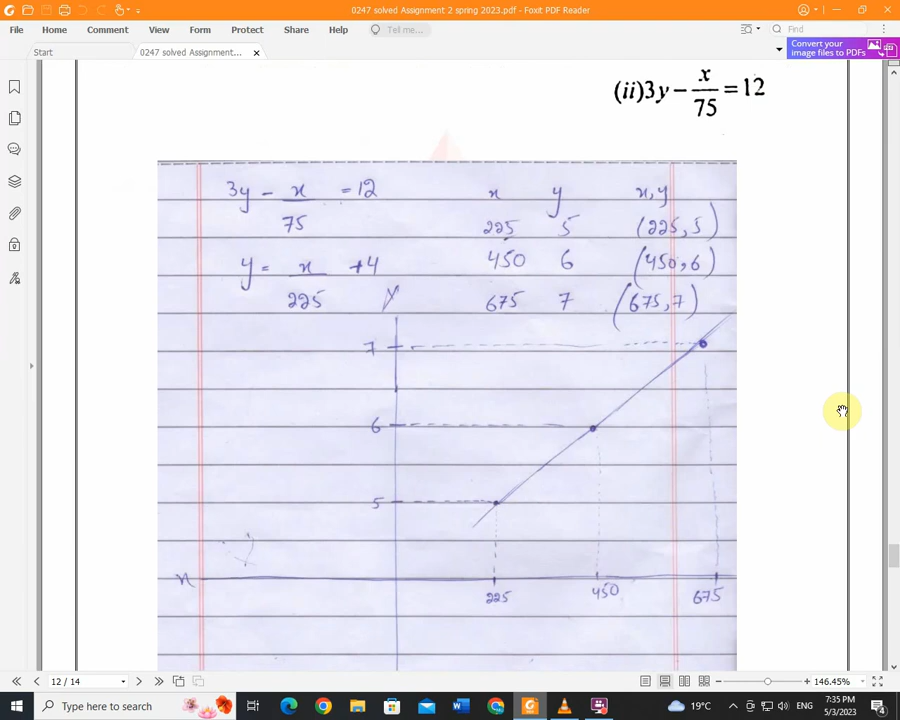 0247 solved Assignment 2 spring 2023.pdf - Foxit PDF Reader
File Home Comment View Form Protect Share Help Tell me... Find
Start 0247 solved Assignment... Convert your image files to PDFs
(ii)3y − x/75 = 12
3y − x/75 = 12 x y x,y
225 5 (225,5)
y = x/225 +4 450 6 (450,6)
675 7 (675,7)
y
7
6
5
x
225 450 675
12 / 14 146.45%
Type here to search 19°C ENG 7:35 PM 5/3/2023 4